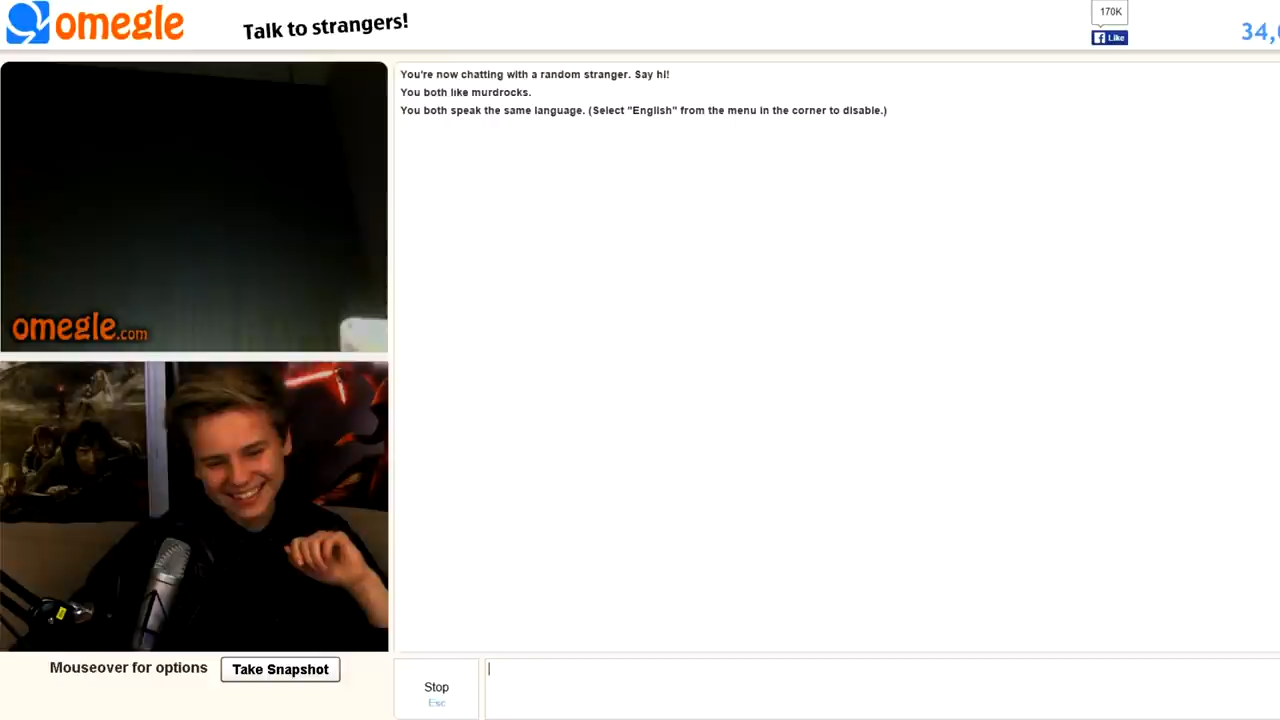 omegle
Talk to strangers!
170K
Like
34,
You're now chatting with a random stranger. Say hi!
You both like murdrocks.
You both speak the same language. (Select "English" from the menu in the corner to disable.)
omegle.com
Mouseover for options
Take Snapshot
Stop
Esc